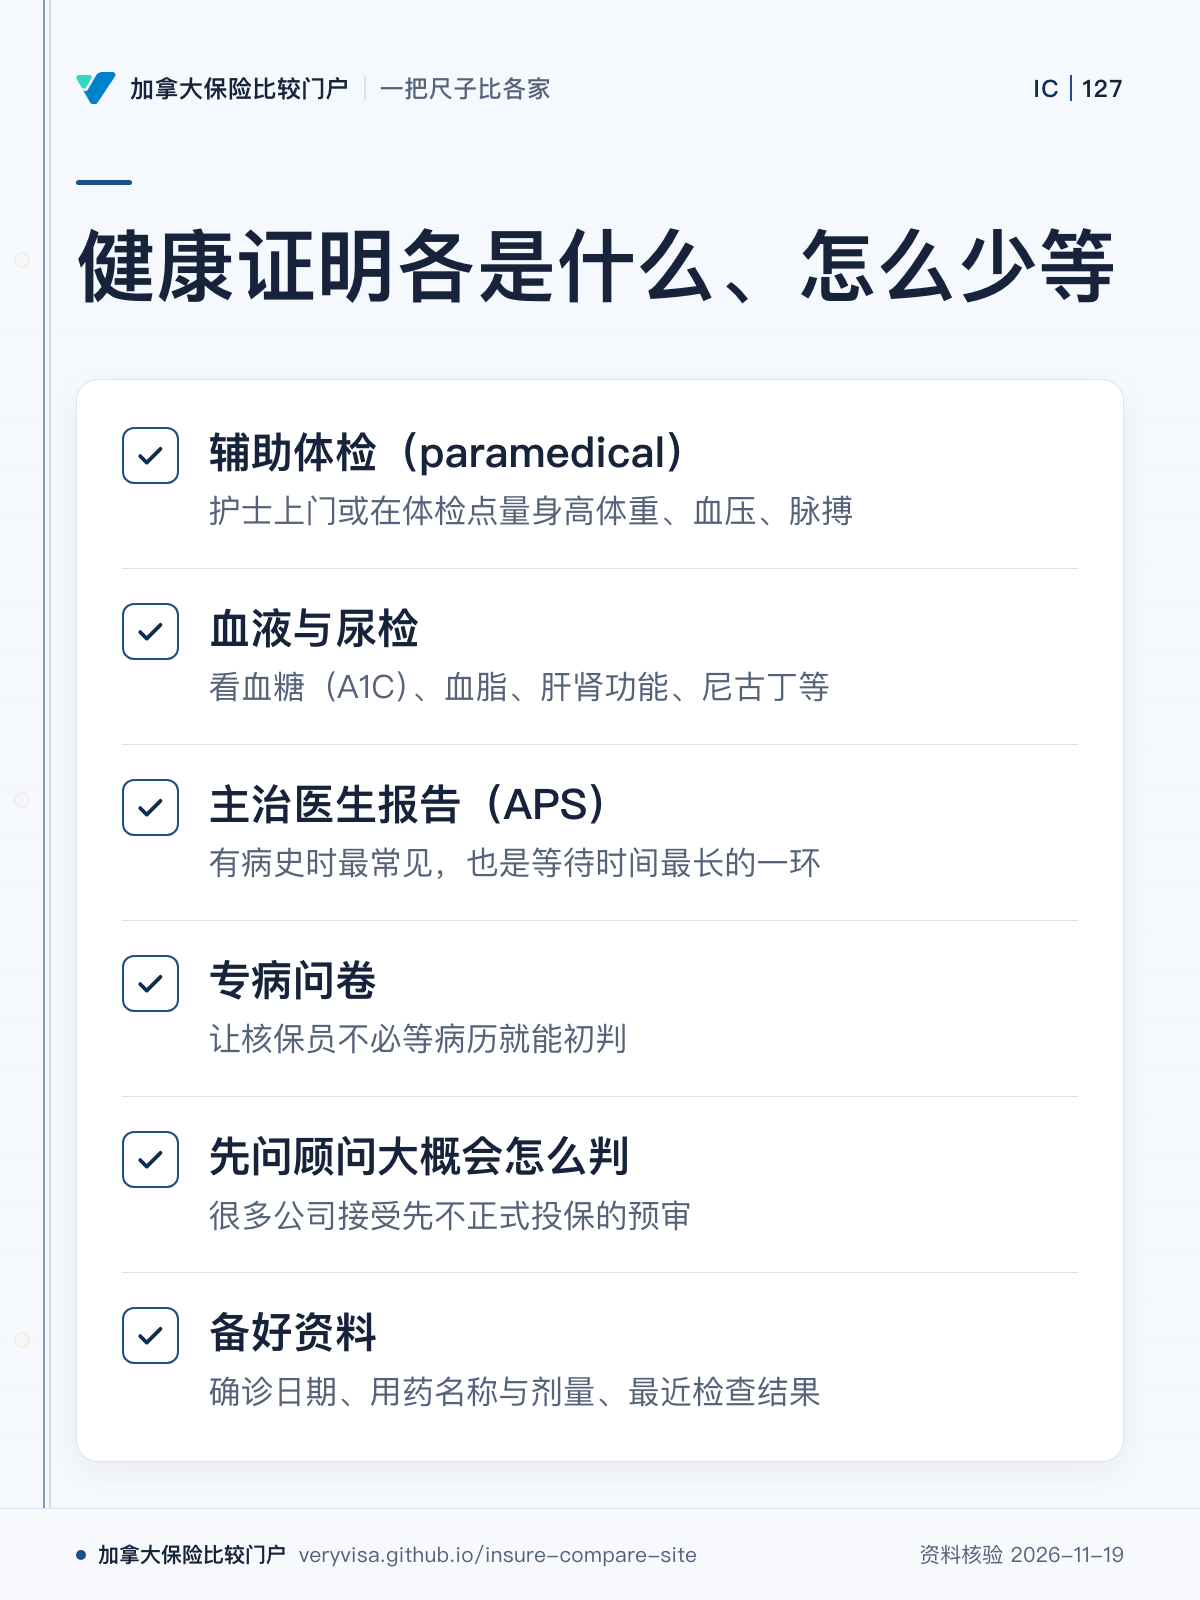 加拿大保险比较门户 一把尺子比各家 IC | 127
健康证明各是什么、怎么少等
辅助体检（paramedical）
护士上门或在体检点量身高体重、血压、脉搏
血液与尿检
看血糖（A1C）、血脂、肝肾功能、尼古丁等
主治医生报告（APS）
有病史时最常见，也是等待时间最长的一环
专病问卷
让核保员不必等病历就能初判
先问顾问大概会怎么判
很多公司接受先不正式投保的预审
备好资料
确诊日期、用药名称与剂量、最近检查结果
加拿大保险比较门户 veryvisa.github.io/insure-compare-site 资料核验 2026-11-19